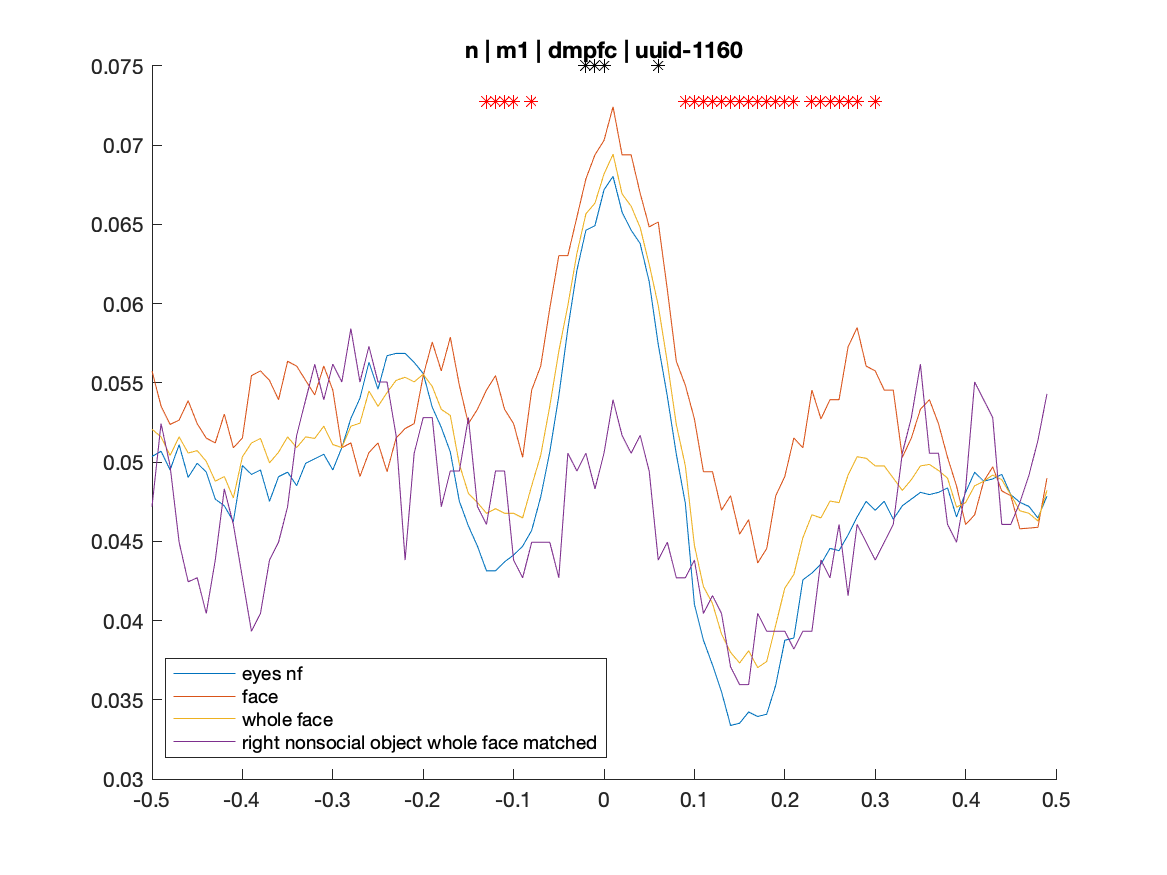 n | m1 | dmpfc | uuid-1160
0.075
0.07
0.065
0.06
0.055
0.05
0.045
0.04
0.035
0.03
eyes nf
face
whole face
right nonsocial object whole face matched
-0.5 -0.4 -0.3 -0.2 -0.1 0 0.1 0.2 0.3 0.4 0.5